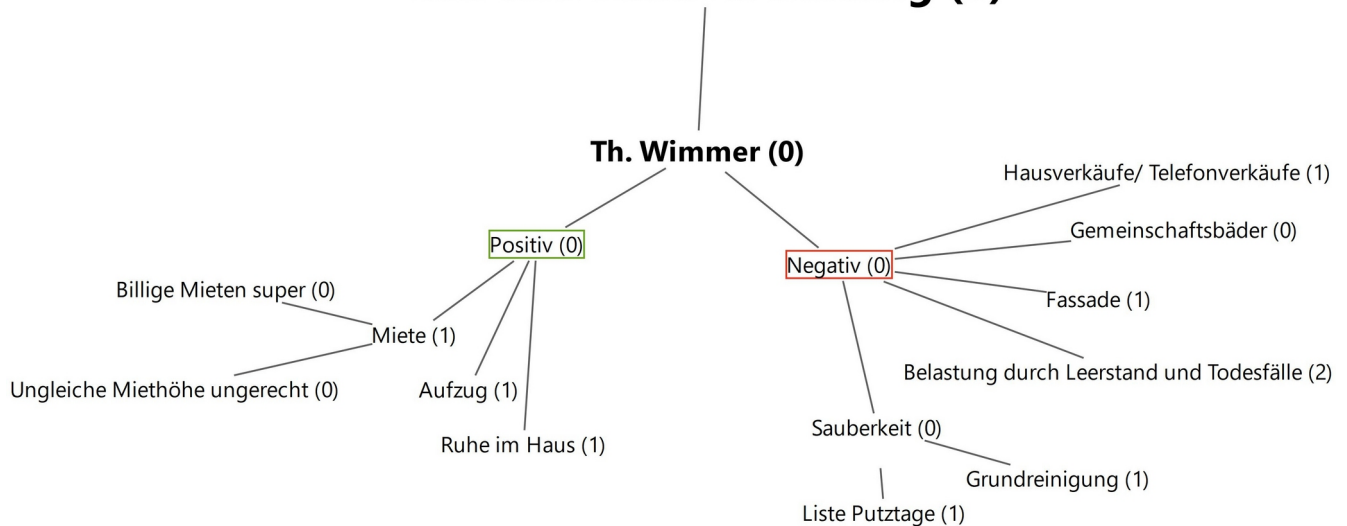 Th. Wimmer (0)
Positiv (0)
Billige Mieten super (0)
Miete (1)
Ungleiche Miethöhe ungerecht (0)
Aufzug (1)
Ruhe im Haus (1)
Negativ (0)
Hausverkäufe/ Telefonverkäufe (1)
Gemeinschaftsbäder (0)
Fassade (1)
Belastung durch Leerstand und Todesfälle (2)
Sauberkeit (0)
Grundreinigung (1)
Liste Putztage (1)